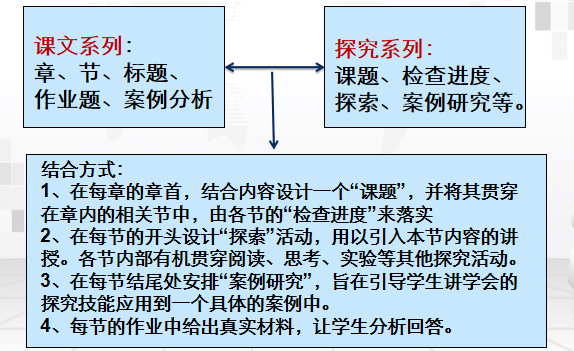 课文系列：
章、节、标题、
作业题、案例分析
探究系列：
课题、检查进度、
探索、案例研究等。
结合方式：
1、在每章的章首，结合内容设计一个“课题”，并将其贯穿
在章内的相关节中，由各节的“检查进度”来落实
2、在每节的开头设计“探索”活动，用以引入本节内容的讲
授。各节内部有机贯穿阅读、思考、实验等其他探究活动。
3、在每节结尾处安排“案例研究”，旨在引导学生讲学会的
探究技能应用到一个具体的案例中。
4、每节的作业中给出真实材料，让学生分析回答。